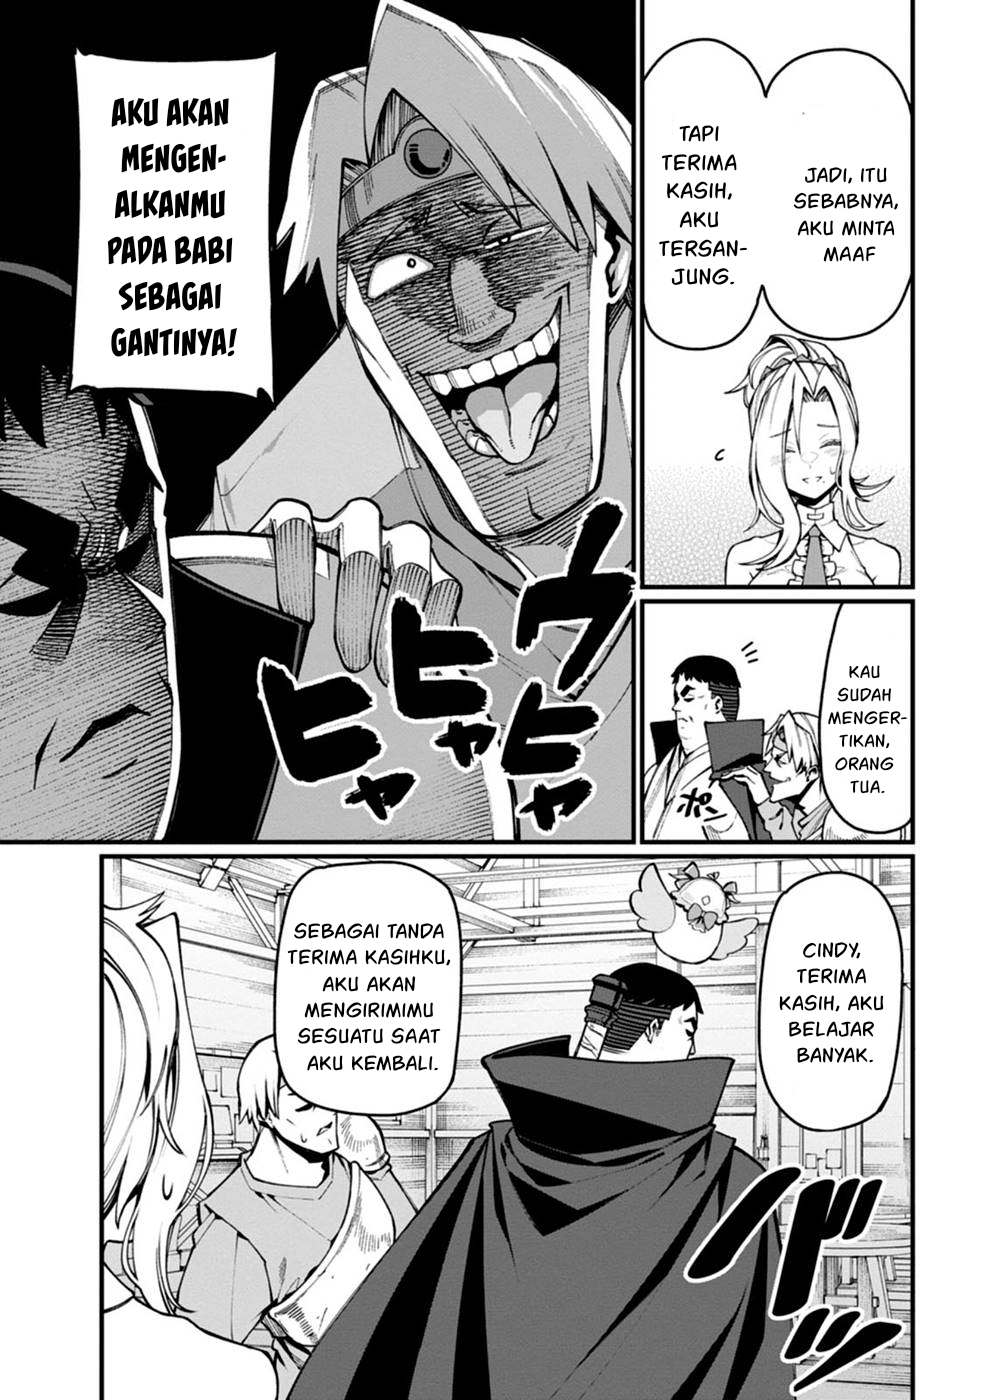 JADI, ITU
SEBABNYA,
AKU MINTA
MAAF
TAPI
TERIMA
KASIH,
AKU
TERSAN-
JUNG.
KAU
SUDAH
MENGER-
TIKAN,
ORANG
TUA.
ポン
AKU AKAN
MENGEN-
ALKANMU
PADA BABI
SEBAGAI
GANTINYA!
ウヒャ
ヒャ
ヒャ
CINDY,
TERIMA
KASIH, AKU
BELAJAR
BANYAK.
SEBAGAI TANDA
TERIMA KASIHKU,
AKU AKAN
MENGIRIMIMU
SESUATU SAAT
AKU KEMBALI.
バッ